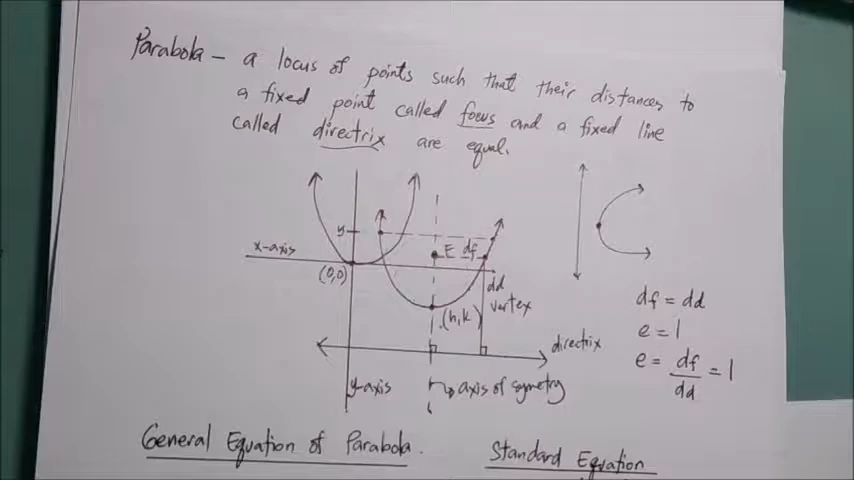 Parabola - a locus of points such that their distances to
a fixed point called focus and a fixed line
called directrix are equal.
y
x-axis
F df
(0,0)
dd
vertex
(h,k)
df = dd
e = 1
directrix
e = df/dd = 1
y-axis
axis of symetry
General Equation of Parabola.
Standard Equation